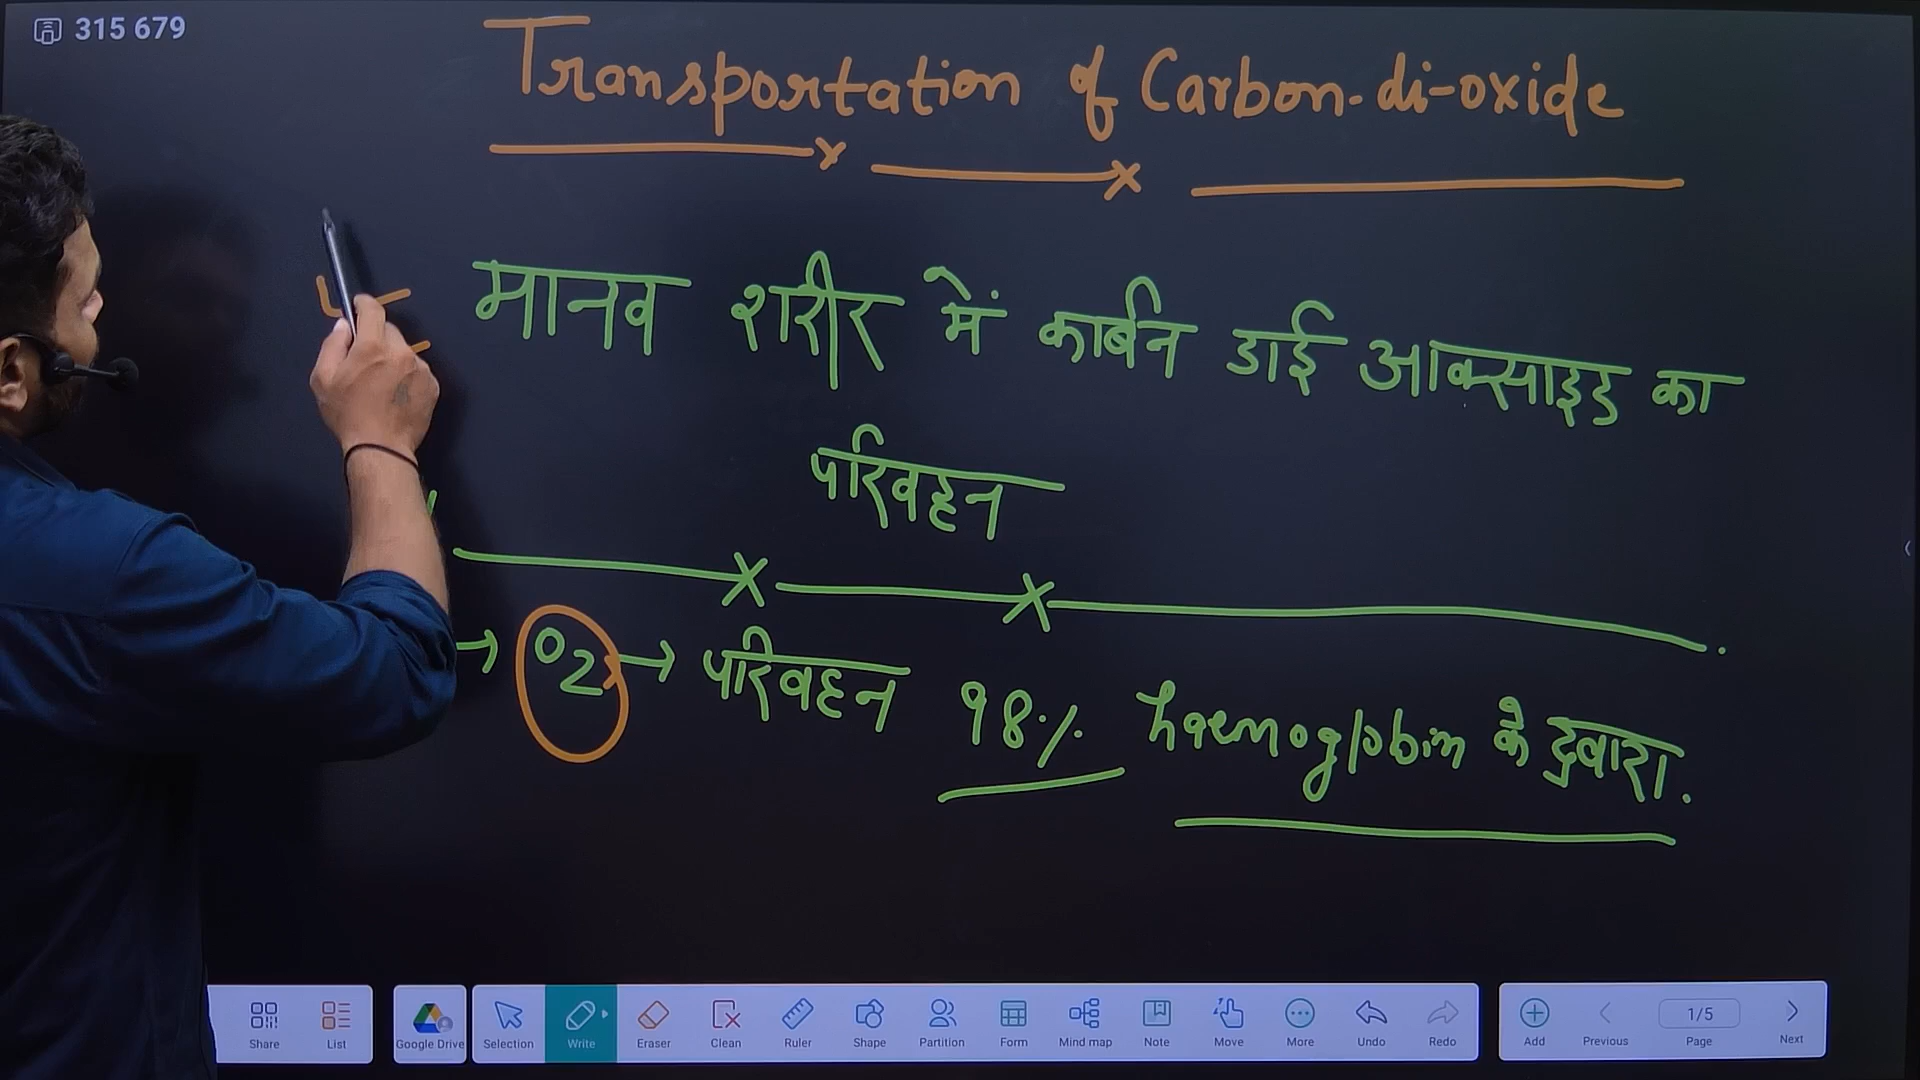 315 679
Transportation of Carbon-di-oxide
मानव शरीर में कार्बन डाई आक्साइड का
परिवहन
→ O2 → परिवहन 98% haemoglobin के द्वारा.
Share List Google Drive Selection Write Eraser Clean Ruler Shape Partition Form Mind map Note Move More Undo Redo Add Previous 1/5 Page Next